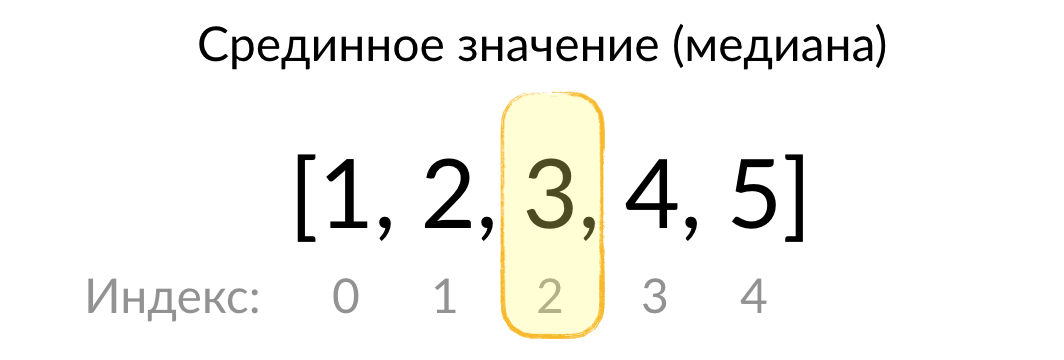 Срединное значение (медиана)
[1, 2, 3, 4, 5]
Индекс: 0 1 2 3 4